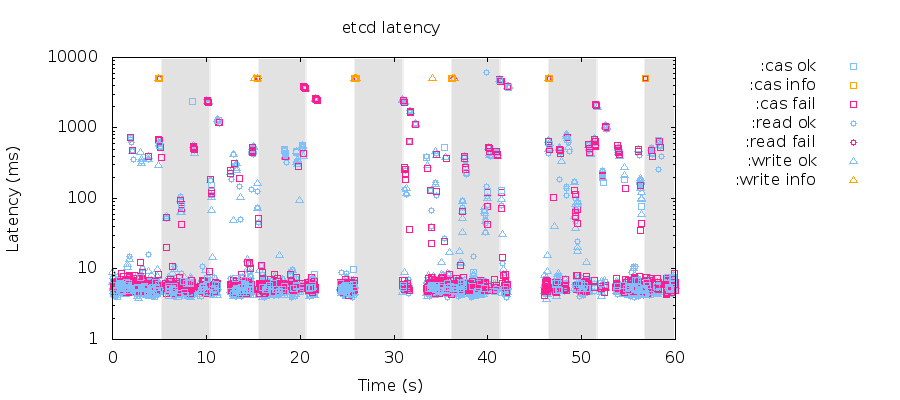 etcd latency
Latency (ms)
10000
1000
100
10
1
0 10 20 30 40 50 60
Time (s)
:cas ok
:cas info
:cas fail
:read ok
:read fail
:write ok
:write info